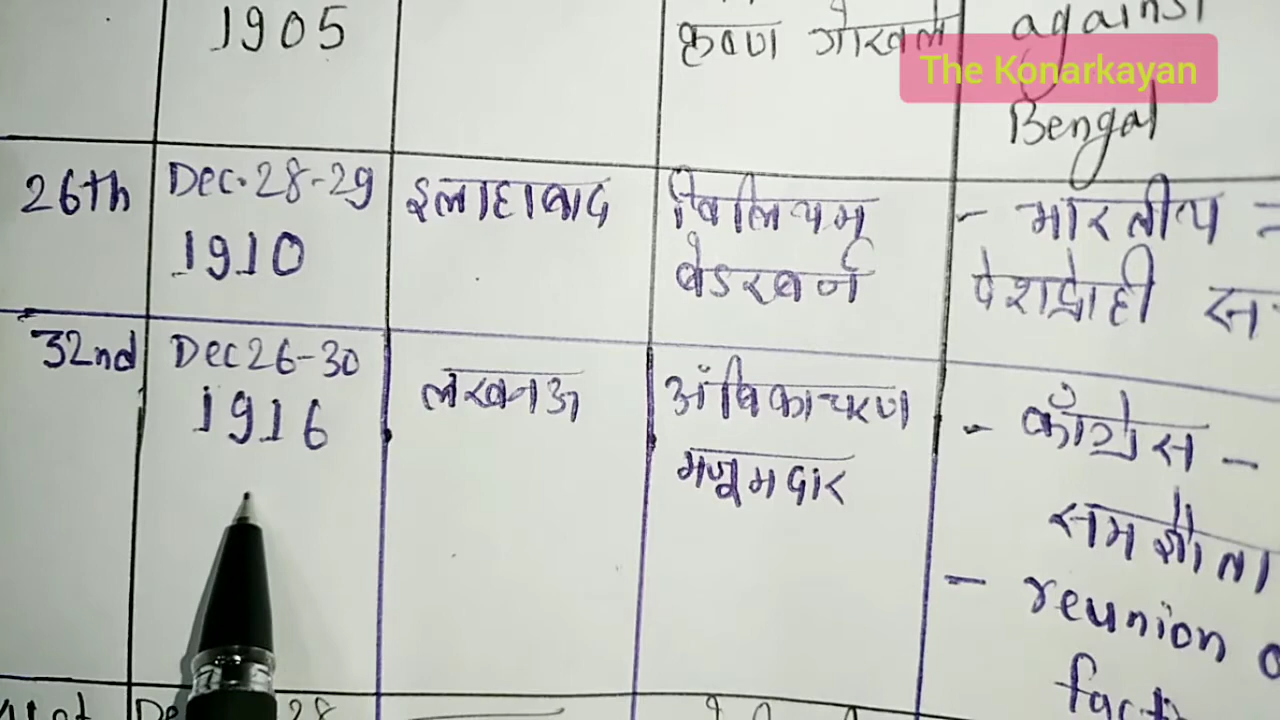 1905
कृष्ण गोखले
against
The Konarkayan
Bengal
26th
Dec. 28-29
1910
इलाहाबाद
विलियम
वेडरबर्न
- भारतीय
देशद्रोही
32nd
Dec 26-30
1916
लखनऊ
अंबिकाचरण
मजूमदार
- काँग्रेस -
समझौता
- reunion
28